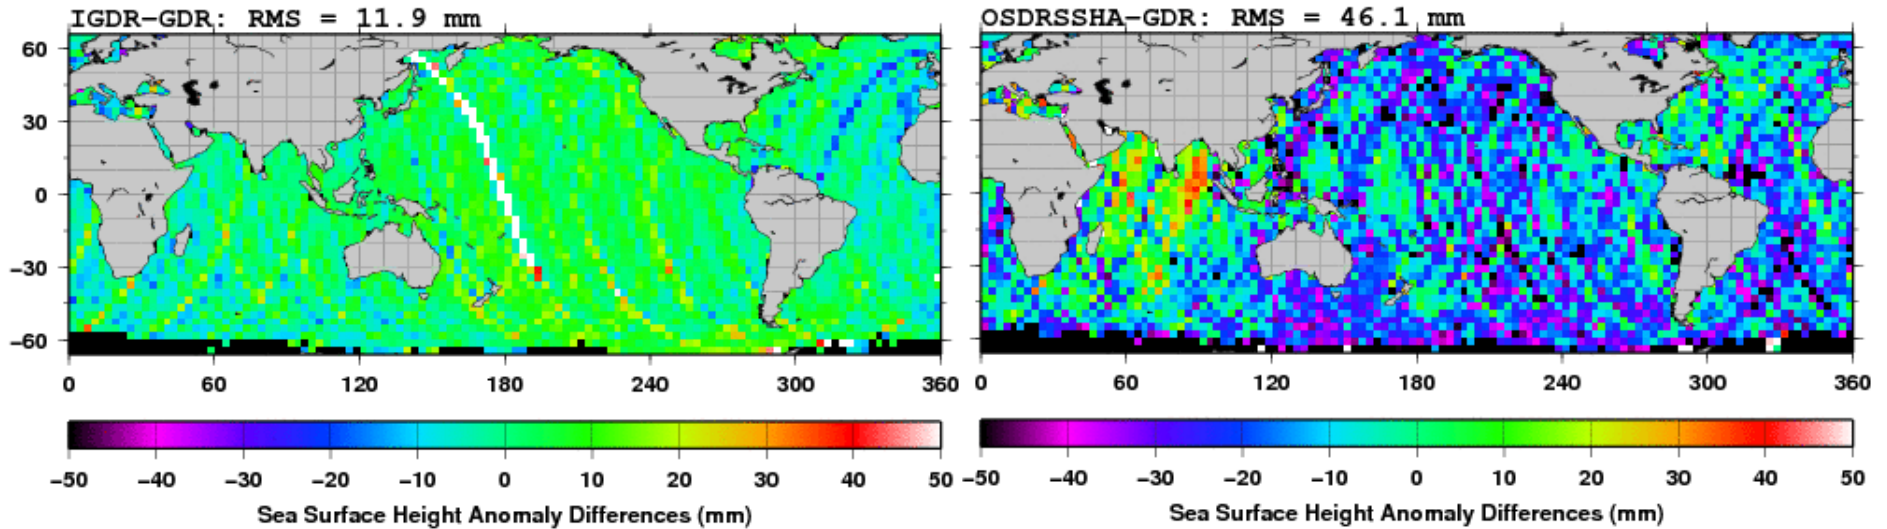 IGDR-GDR: RMS = 11.9 mm
60
30
0
-30
-60
0 60 120 180 240 300 360
-50 -40 -30 -20 -10 0 10 20 30 40 50
Sea Surface Height Anomaly Differences (mm)
OSDRSSHA-GDR: RMS = 46.1 mm
0 60 120 180 240 300 360
-50 -40 -30 -20 -10 0 10 20 30 40 50
Sea Surface Height Anomaly Differences (mm)